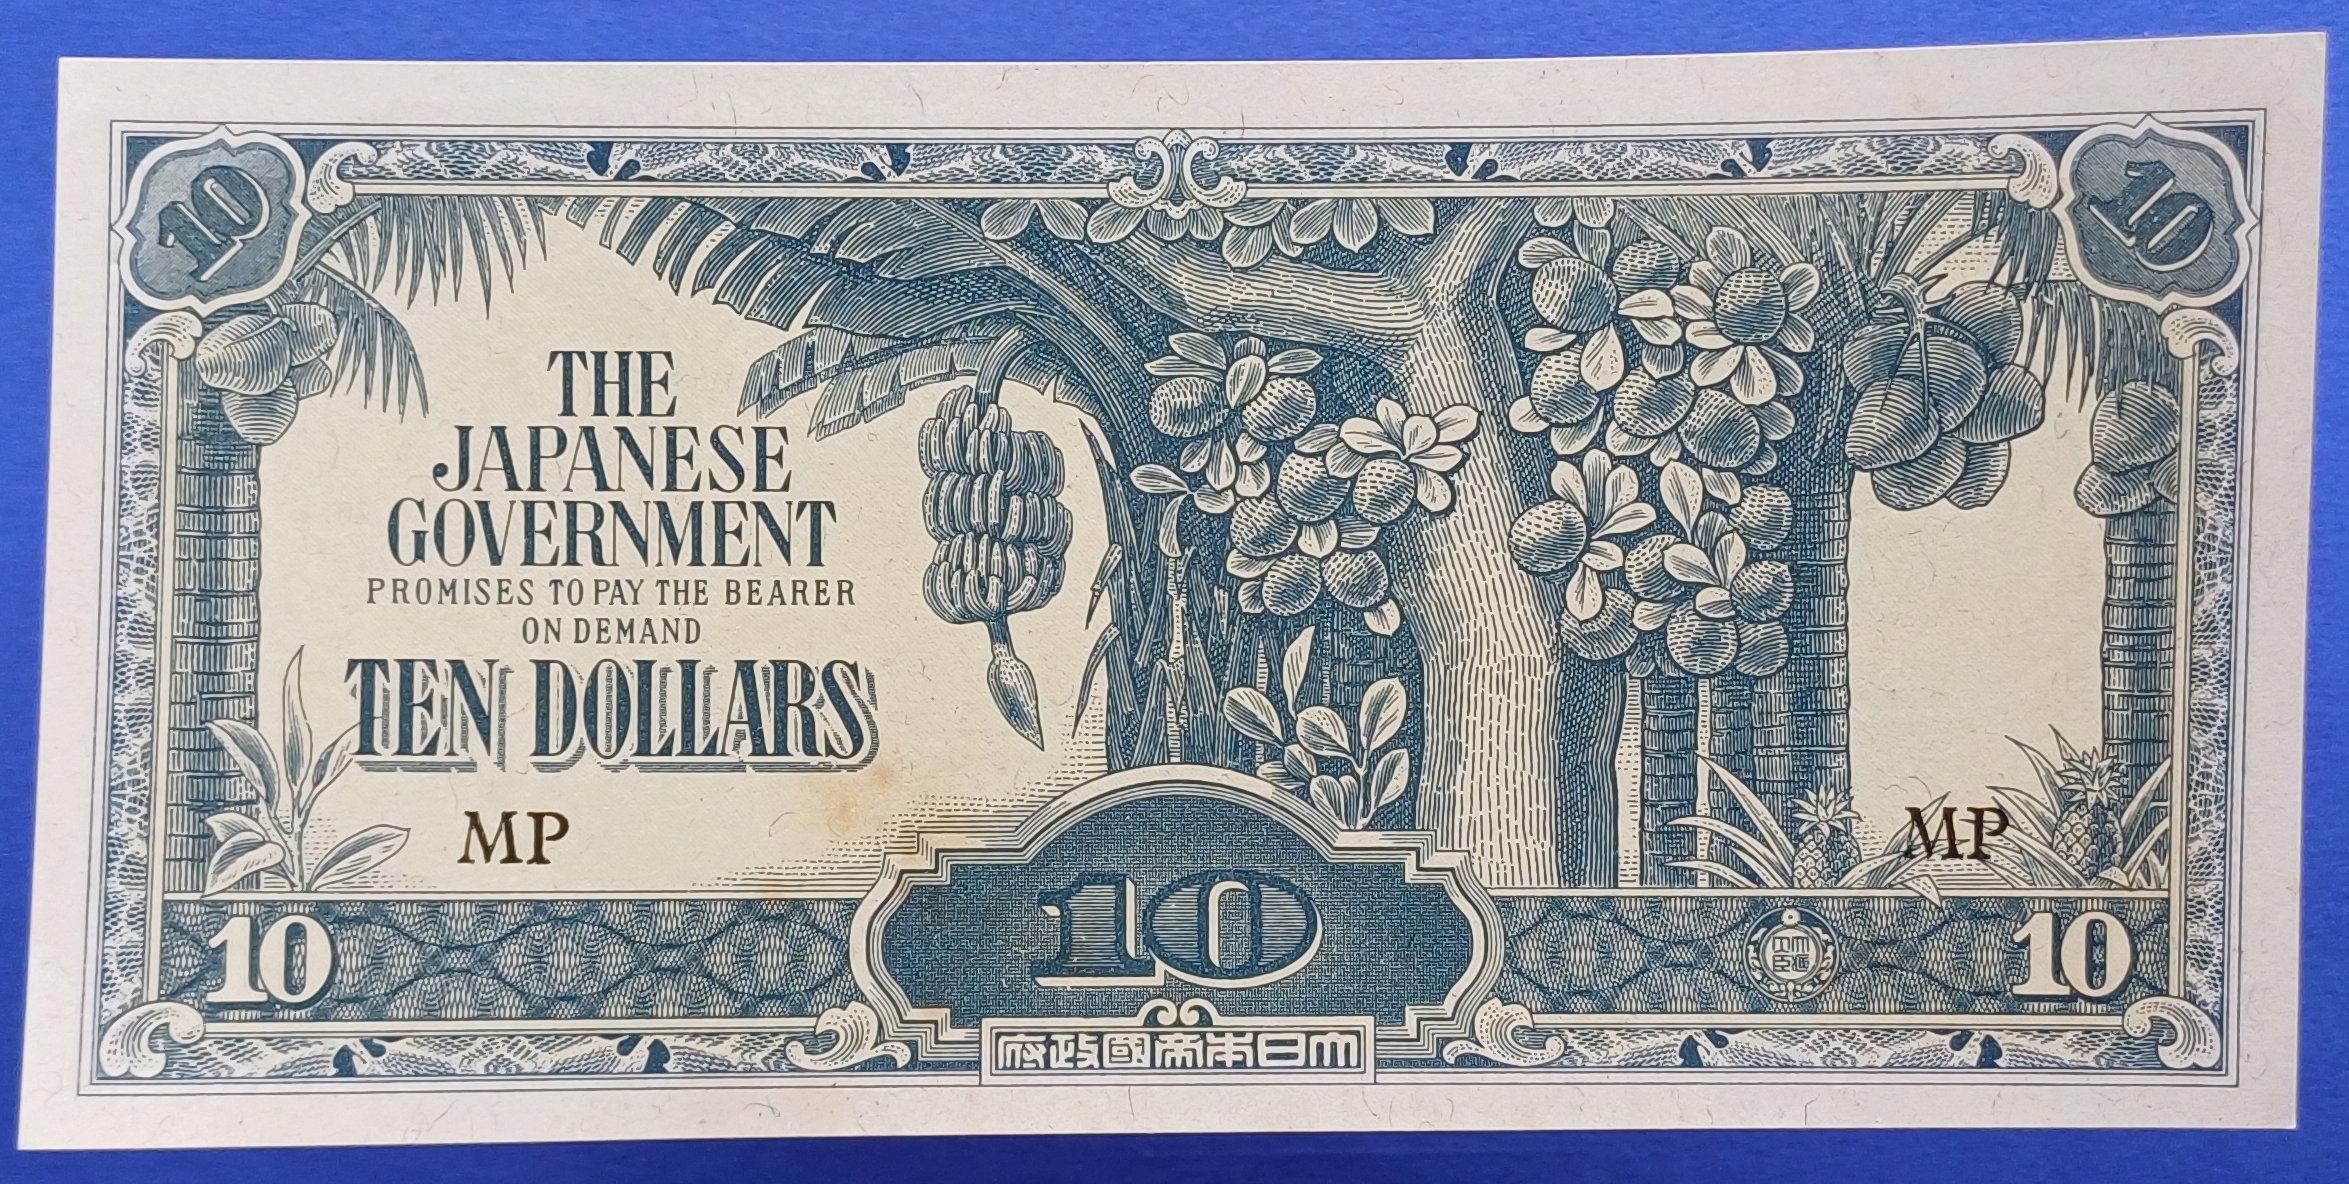 10
10
THE
JAPANESE
GOVERNMENT
PROMISES TO PAY THE BEARER
ON DEMAND
TEN DOLLARS
MP
MP
10
10
10
府政國帝本日大